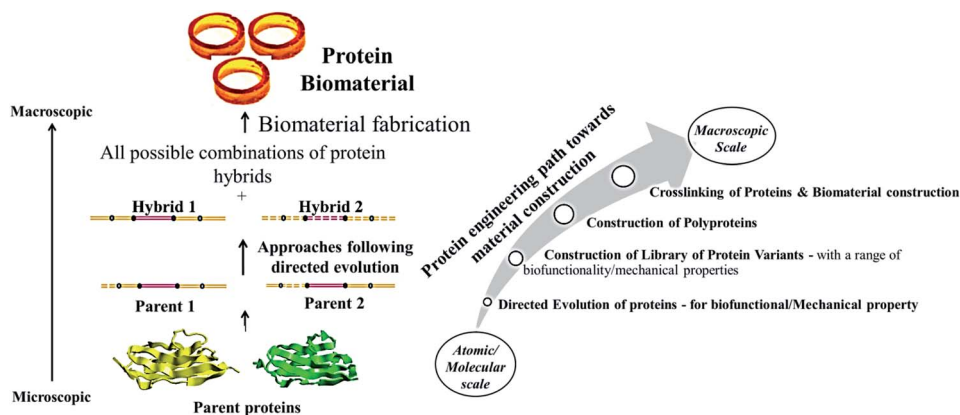 Protein
Biomaterial
Macroscopic
Biomaterial fabrication
All possible combinations of protein
hybrids
+
Hybrid 1
Hybrid 2
Approaches following
directed evolution
Parent 1
Parent 2
Microscopic
Parent proteins
Protein engineering path towards
material construction
Macroscopic
Scale
Crosslinking of Proteins & Biomaterial construction
Construction of Polyproteins
Construction of Library of Protein Variants - with a range of
biofunctionality/mechanical properties
Directed Evolution of proteins - for biofunctional/Mechanical property
Atomic/
Molecular
scale